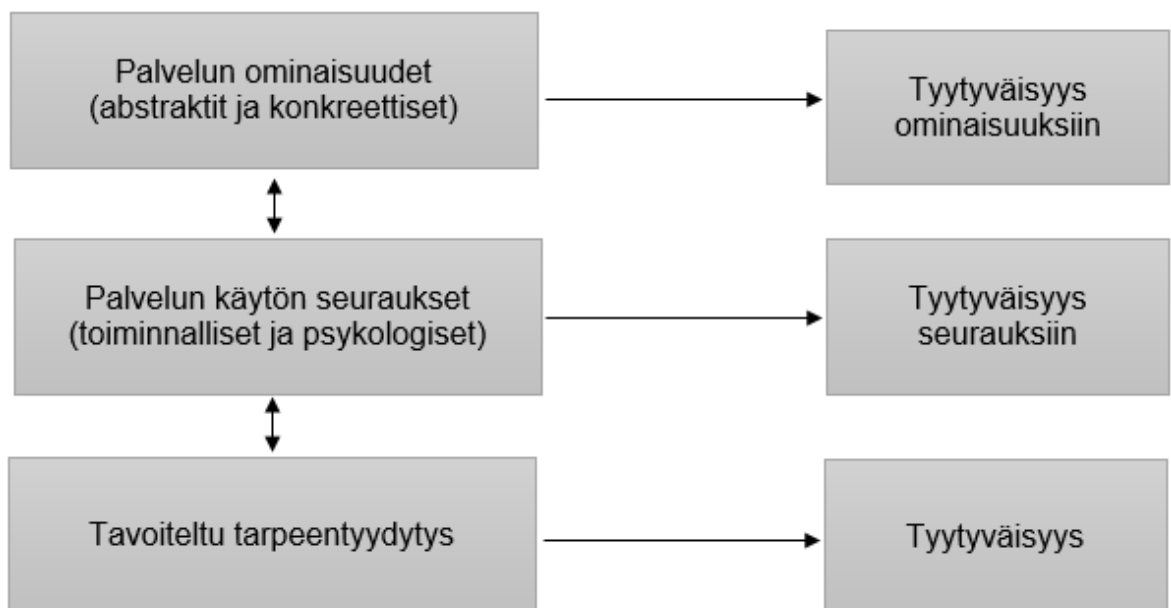 Palvelun ominaisuudet
(abstraktit ja konkreettiset)
Tyytyväisyys
ominaisuuksiin
Palvelun käytön seuraukset
(toiminnalliset ja psykologiset)
Tyytyväisyys
seurauksiin
Tavoiteltu tarpeentyydytys
Tyytyväisyys